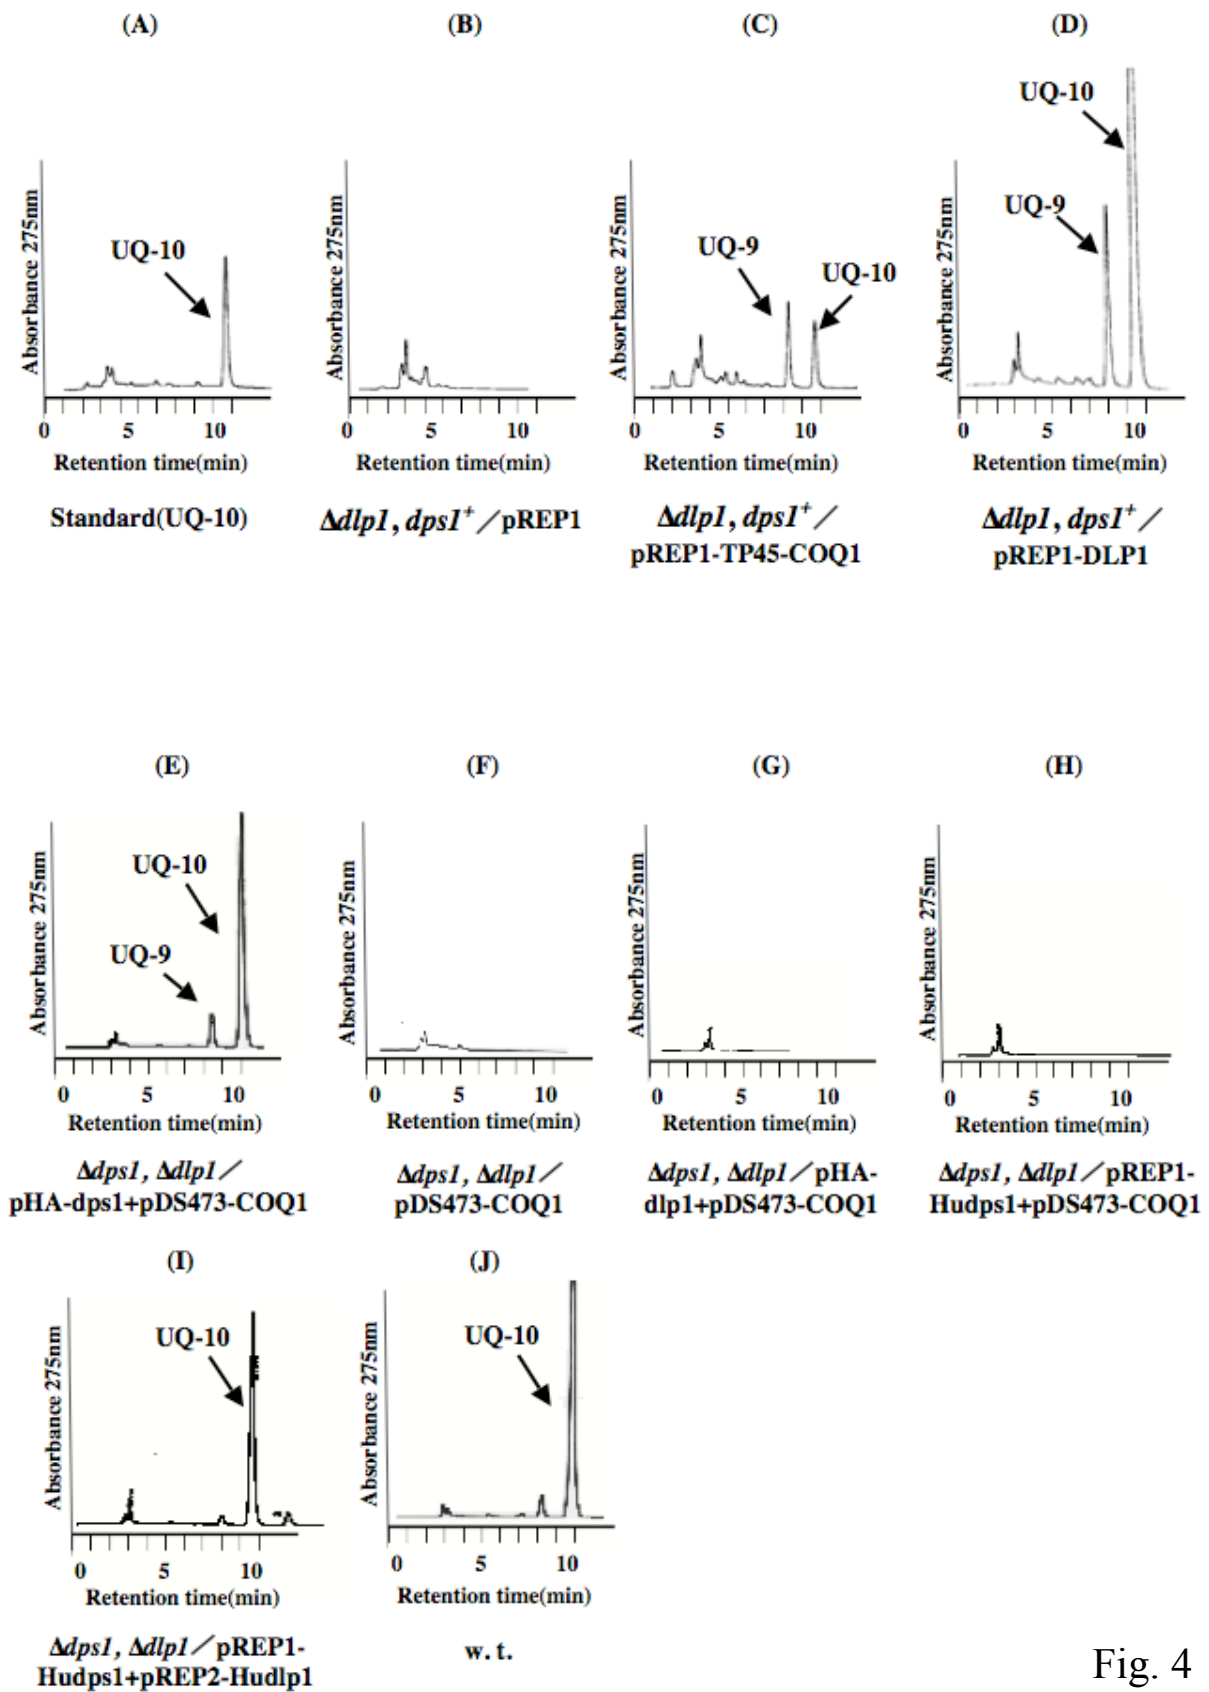 (A)
(B)
(C)
(D)
UQ-10
Absorbance 275nm
0 5 10
Retention time(min)
Standard(UQ-10)
Absorbance 275nm
0 5 10
Retention time(min)
Δdlp1, dps1⁺／pREP1
UQ-9
UQ-10
Absorbance 275nm
0 5 10
Retention time(min)
Δdlp1, dps1⁺／
pREP1-TP45-COQ1
UQ-10
UQ-9
Absorbance 275nm
0 5 10
Retention time(min)
Δdlp1, dps1⁺／
pREP1-DLP1
(E)
(F)
(G)
(H)
UQ-10
UQ-9
Absorbance 275nm
0 5 10
Retention time(min)
Δdps1, Δdlp1／
pHA-dps1+pDS473-COQ1
Absorbance 275nm
0 5 10
Retention time(min)
Δdps1, Δdlp1／
pDS473-COQ1
Absorbance 275nm
0 5 10
Retention time(min)
Δdps1, Δdlp1／pHA-
dlp1+pDS473-COQ1
Absorbance 275nm
0 5 10
Retention time(min)
Δdps1, Δdlp1／pREP1-
Hudps1+pDS473-COQ1
(I)
(J)
UQ-10
Absorbance 275nm
0 5 10
Retention time(min)
Δdps1, Δdlp1／pREP1-
Hudps1+pREP2-Hudlp1
UQ-10
Absorbance 275nm
0 5 10
Retention time(min)
w. t.
Fig. 4